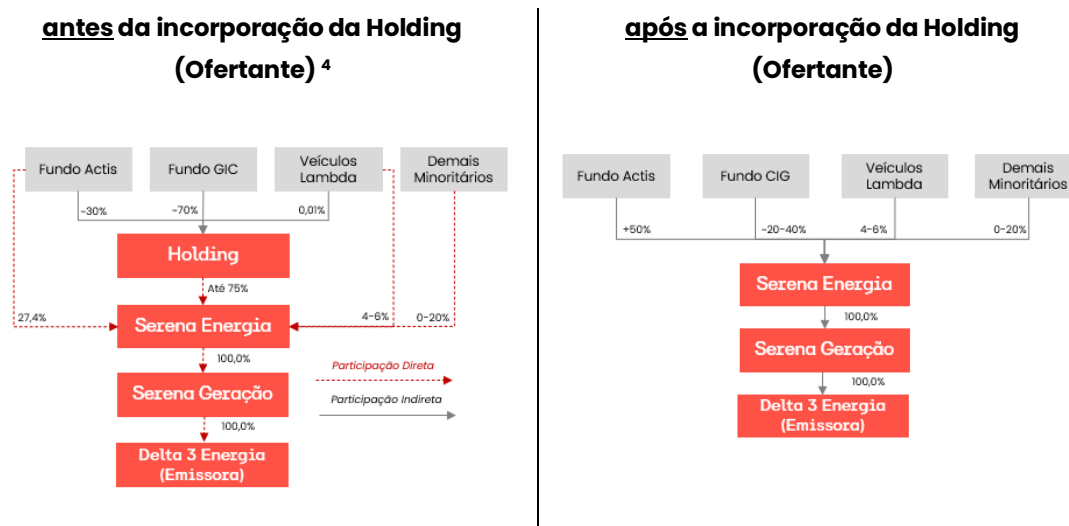 antes da incorporação da Holding
(Ofertante) ⁴
Fundo Actis
Fundo GIC
Veículos
Lambda
Demais
Minoritários
~30%
~70%
0,01%
Holding
Até 75%
27,4%
Serena Energia
4-6%
0-20%
100,0%
Serena Geração
Participação Direta
Participação Indireta
100,0%
Delta 3 Energia
(Emissora)
após a incorporação da Holding
(Ofertante)
Fundo Actis
Fundo CIG
Veículos
Lambda
Demais
Minoritários
+50%
~20-40%
4-6%
0-20%
Serena Energia
100,0%
Serena Geração
100,0%
Delta 3 Energia
(Emissora)